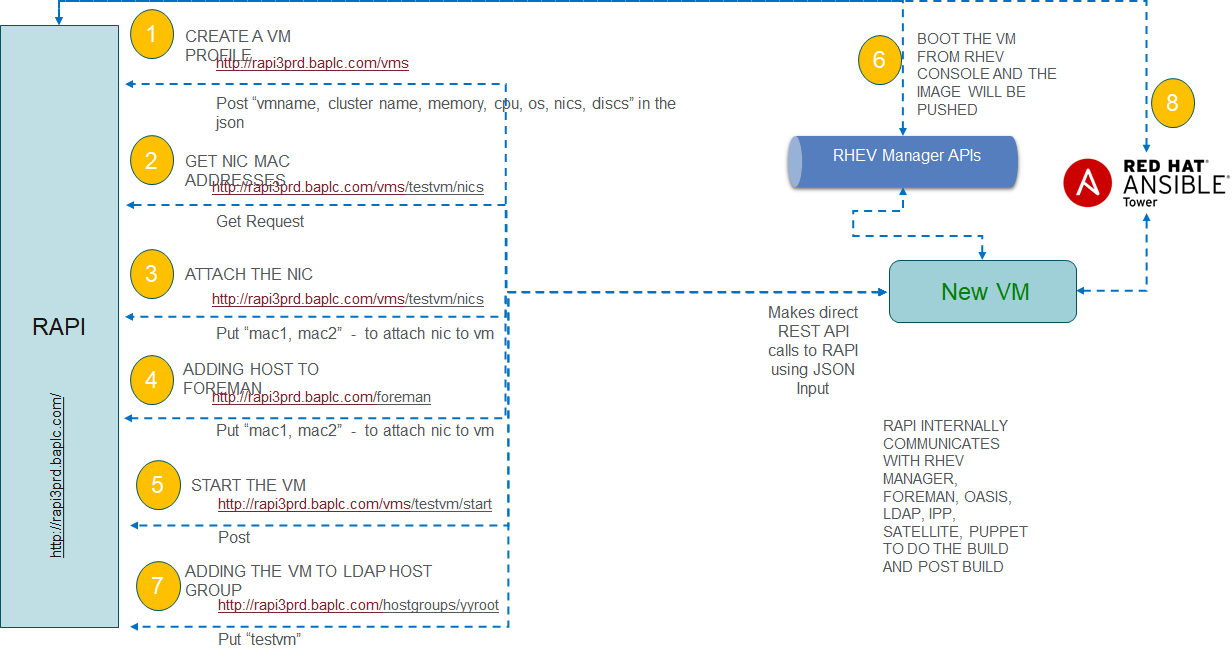 1
CREATE A VM
PROFILE
http://rapi3prd.baplc.com/vms
Post “vmname, cluster name, memory, cpu, os, nics, discs” in the
json
2
GET NIC MAC
ADDRESSES
http://rapi3prd.baplc.com/vms/testvm/nics
Get Request
3
ATTACH THE NIC
http://rapi3prd.baplc.com/vms/testvm/nics
Put “mac1, mac2” - to attach nic to vm
4
ADDING HOST TO
FOREMAN
http://rapi3prd.baplc.com/foreman
Put “mac1, mac2” - to attach nic to vm
5
START THE VM
http://rapi3prd.baplc.com/vms/testvm/start
Post
7
ADDING THE VM TO LDAP HOST
GROUP
http://rapi3prd.baplc.com/hostgroups/yyroot
Put “testvm”
RAPI
http://rapi3prd.baplc.com/
6
BOOT THE VM
FROM RHEV
CONSOLE AND THE
IMAGE WILL BE
PUSHED
8
RHEV Manager APIs
RED HAT®
ANSIBLE®
Tower
New VM
Makes direct
REST API
calls to RAPI
using JSON
Input
RAPI INTERNALLY
COMMUNICATES
WITH RHEV
MANAGER,
FOREMAN, OASIS,
LDAP, IPP,
SATELLITE, PUPPET
TO DO THE BUILD
AND POST BUILD